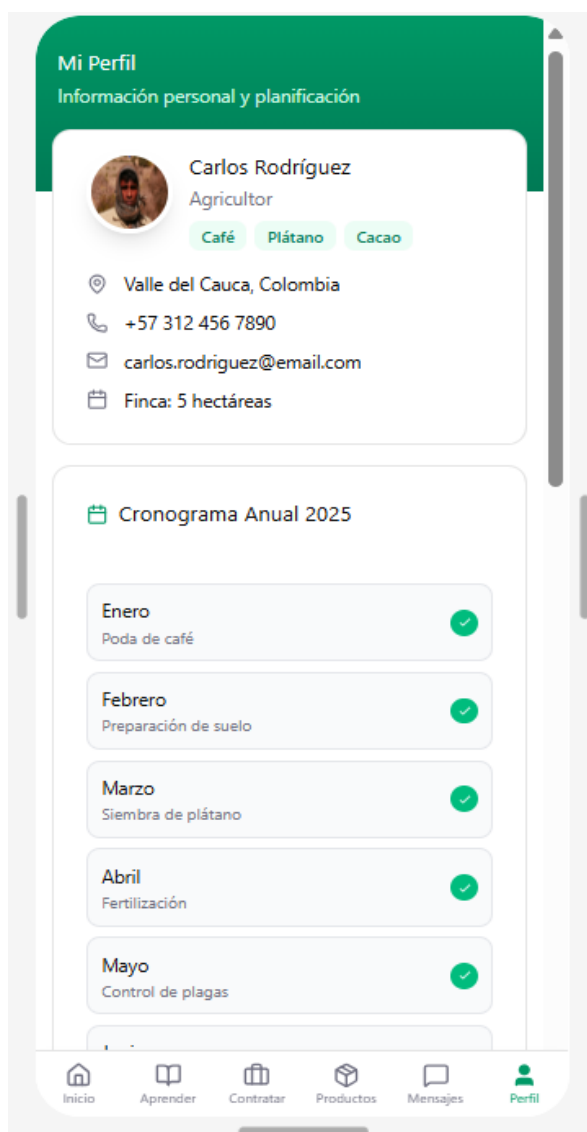 Mi Perfil
Información personal y planificación
Carlos Rodríguez
Agricultor
Café Plátano Cacao
Valle del Cauca, Colombia
+57 312 456 7890
carlos.rodriguez@email.com
Finca: 5 hectáreas
Cronograma Anual 2025
Enero
Poda de café
Febrero
Preparación de suelo
Marzo
Siembra de plátano
Abril
Fertilización
Mayo
Control de plagas
Inicio Aprender Contratar Productos Mensajes Perfil